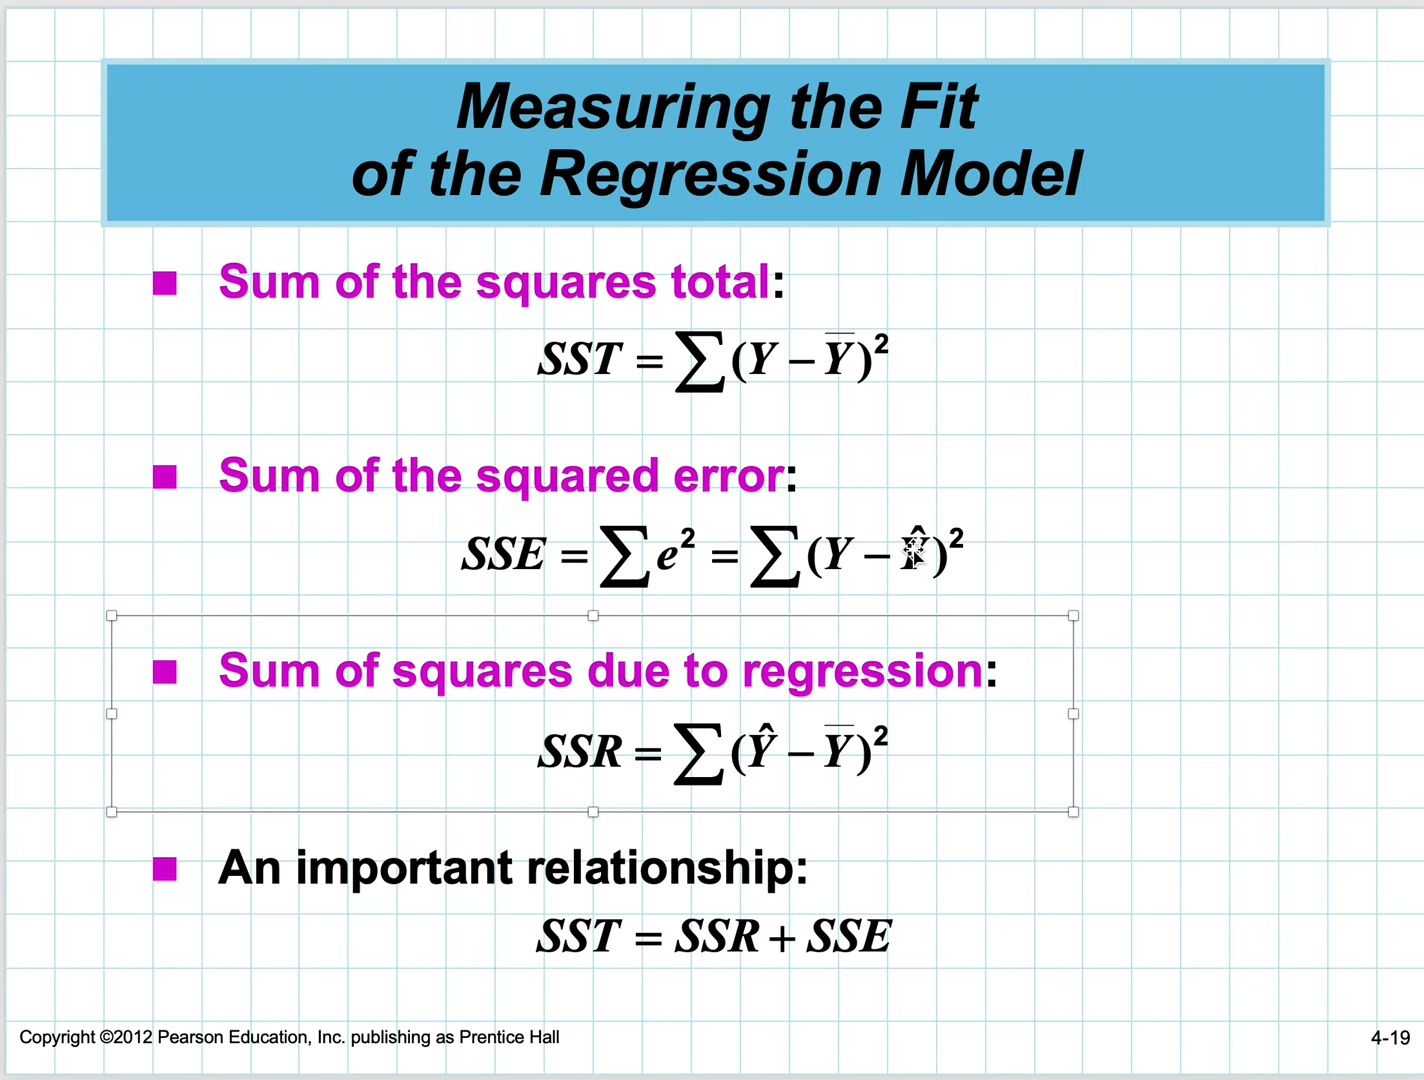 Measuring the Fit
of the Regression Model
■ Sum of the squares total:
SST = ∑(Y − Y̅)²
■ Sum of the squared error:
SSE = ∑e² = ∑(Y − Ŷ)²
■ Sum of squares due to regression:
SSR = ∑(Ŷ − Y̅)²
■ An important relationship:
SST = SSR + SSE
Copyright ©2012 Pearson Education, Inc. publishing as Prentice Hall
4-19